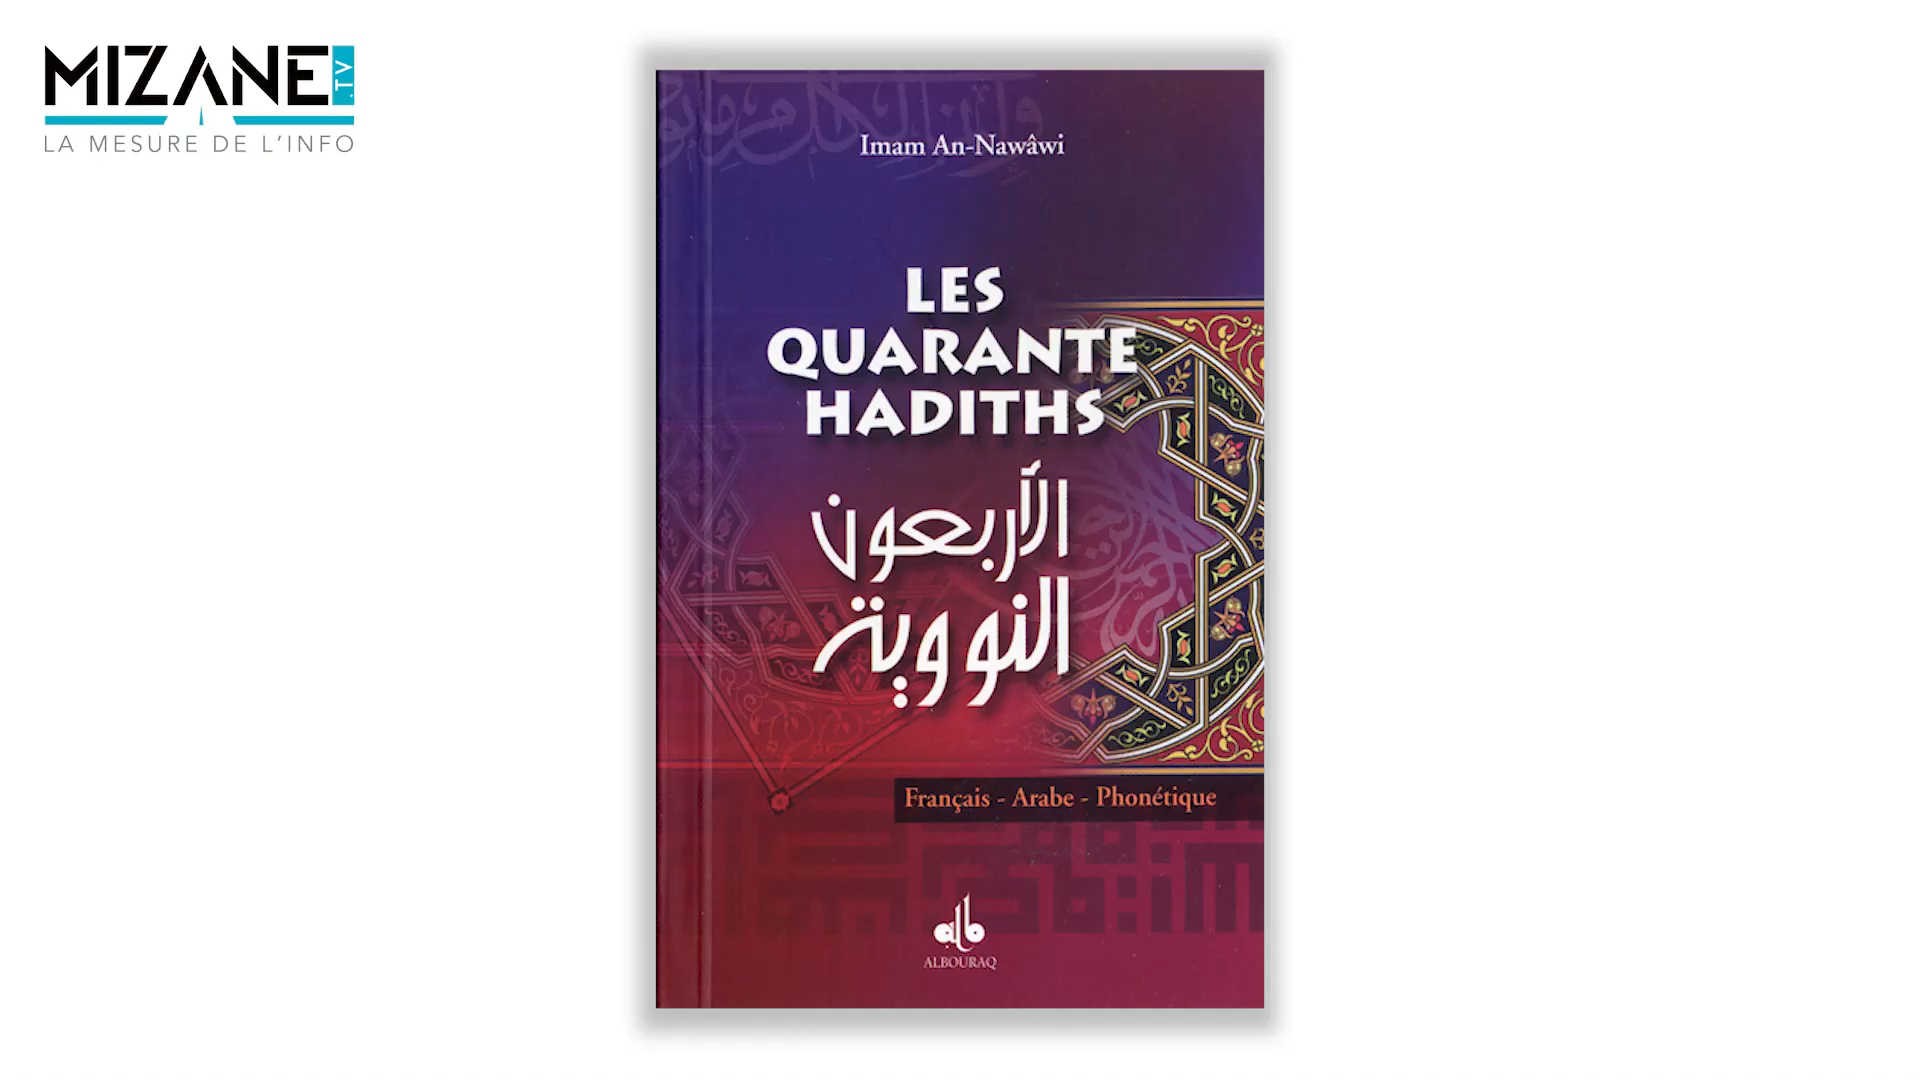 MIZANE.TV
LA MESURE DE L'INFO
Imam An-Nawâwi
LES
QUARANTE
HADITHS
الأربعون
النووية
Français - Arabe - Phonétique
ALBOURAQ